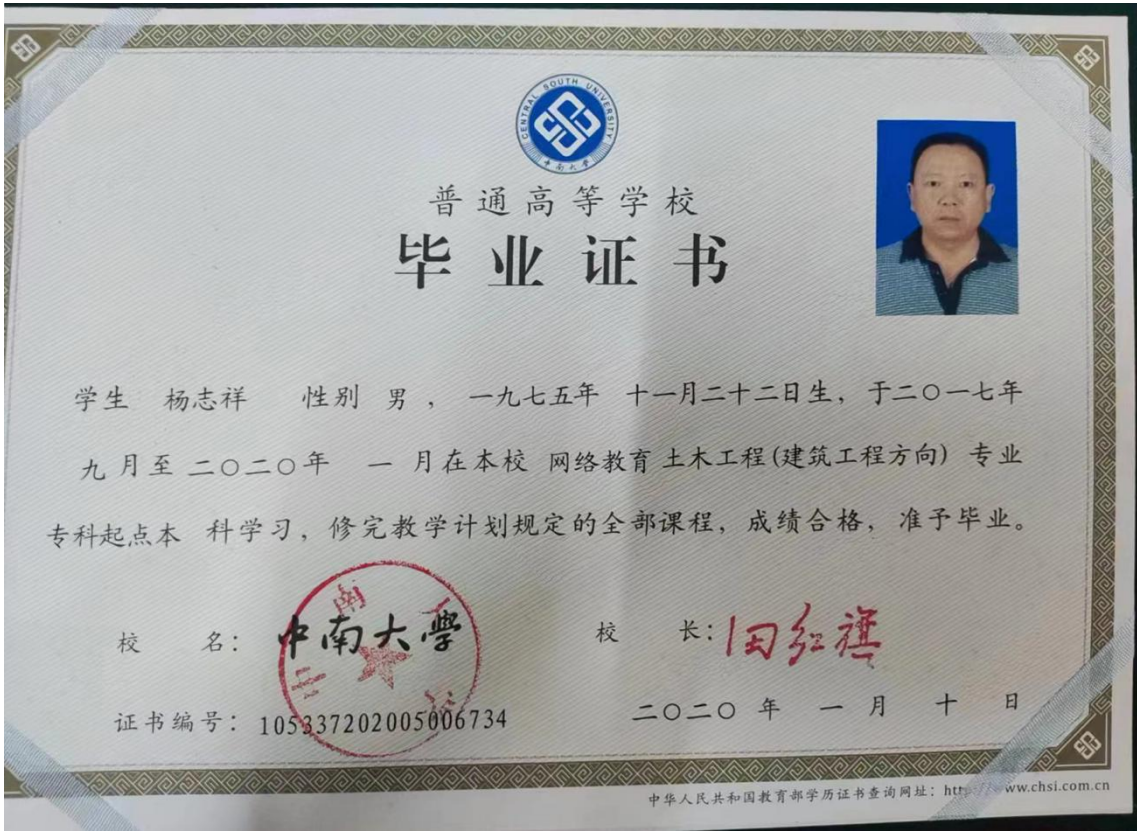 CENTRAL SOUTH UNIVERSITY
中南大学
普通高等学校
毕业证书
学生 杨志祥 性别 男 ， 一九七五年 十一月二十二日生，于二〇一七年
九 月至 二〇二〇年 一 月在本校 网络教育 土木工程(建筑工程方向) 专业
专科起点本 科学习，修完教学计划规定的全部课程，成绩合格，准予毕业。
校 名： 中南大學
校 长： 田红旗
证书编号：105337202005006734
二〇二〇 年 一 月 十 日
中华人民共和国教育部学历证书查询网址：http://www.chsi.com.cn